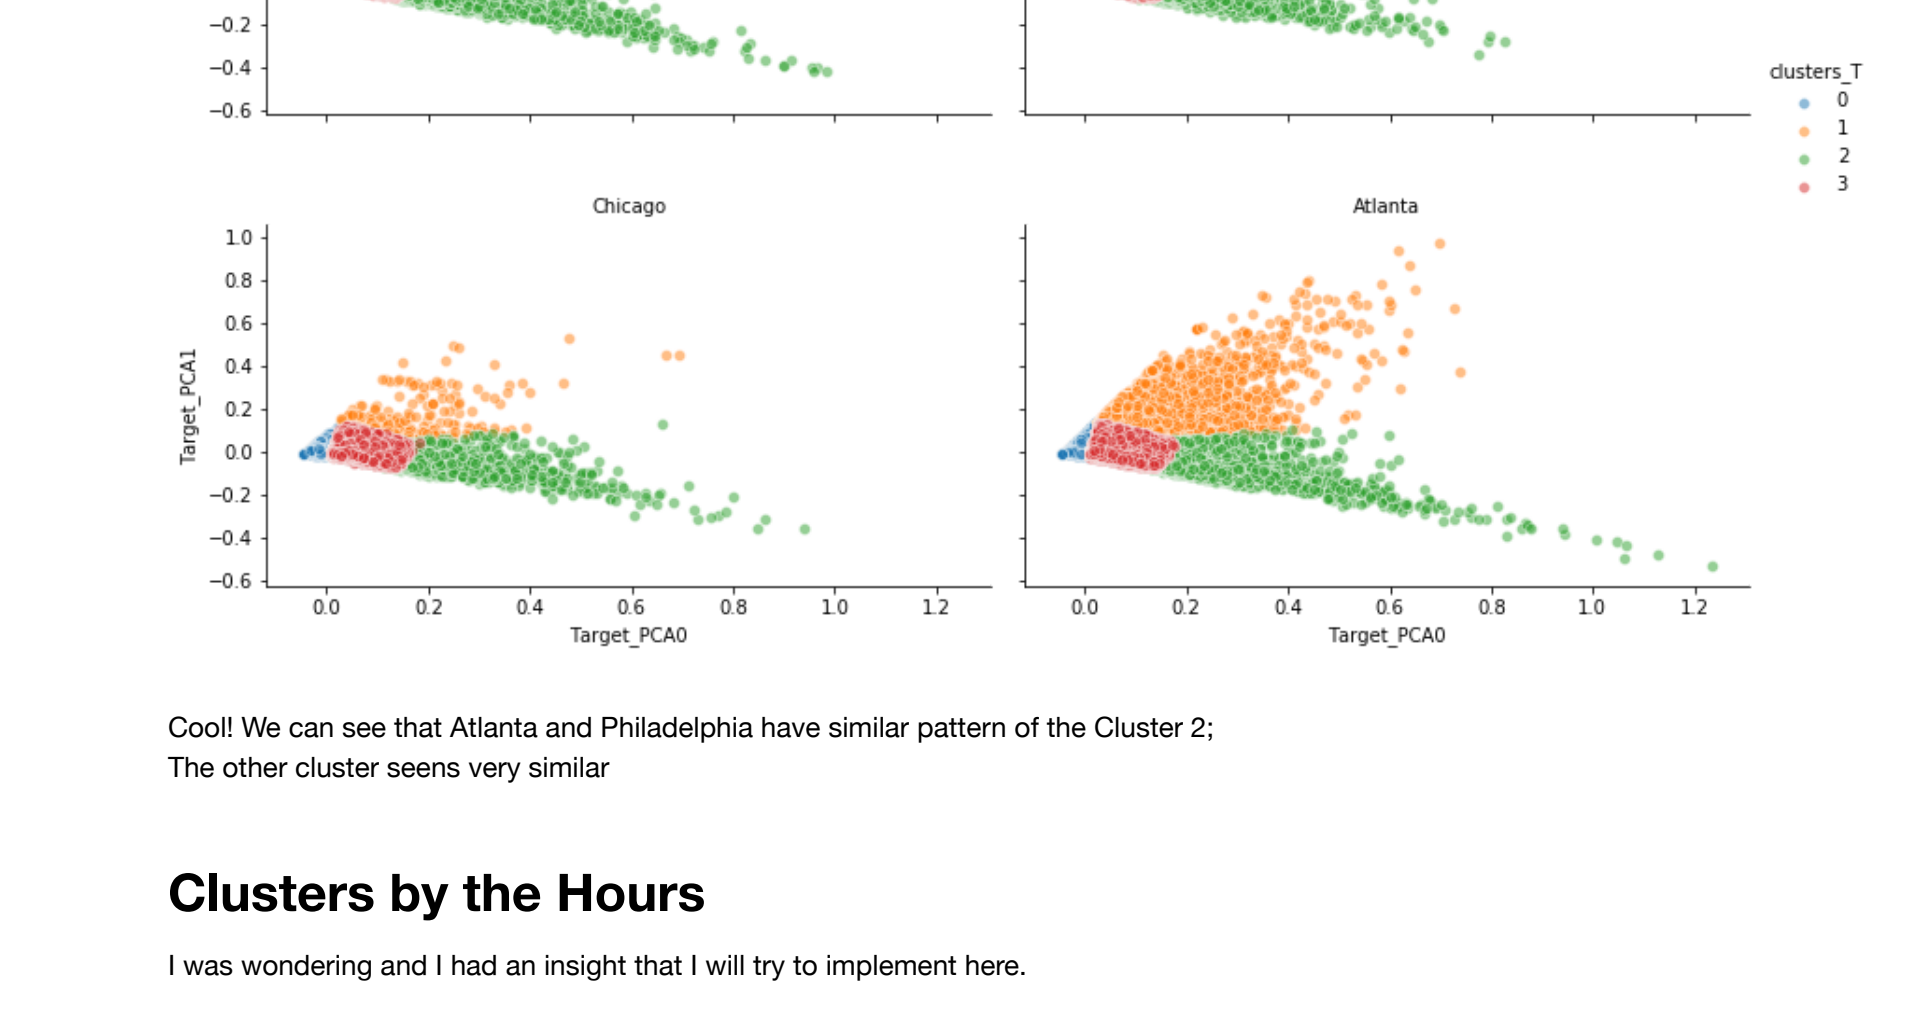 −0.2
−0.4
−0.6
clusters_T
0
1
2
3
Chicago
Atlanta
1.0
0.8
0.6
0.4
0.2
0.0
−0.2
−0.4
−0.6
Target_PCA1
0.0 0.2 0.4 0.6 0.8 1.0 1.2
0.0 0.2 0.4 0.6 0.8 1.0 1.2
Target_PCA0
Target_PCA0
Cool! We can see that Atlanta and Philadelphia have similar pattern of the Cluster 2;
The other cluster seens very similar
Clusters by the Hours
I was wondering and I had an insight that I will try to implement here.